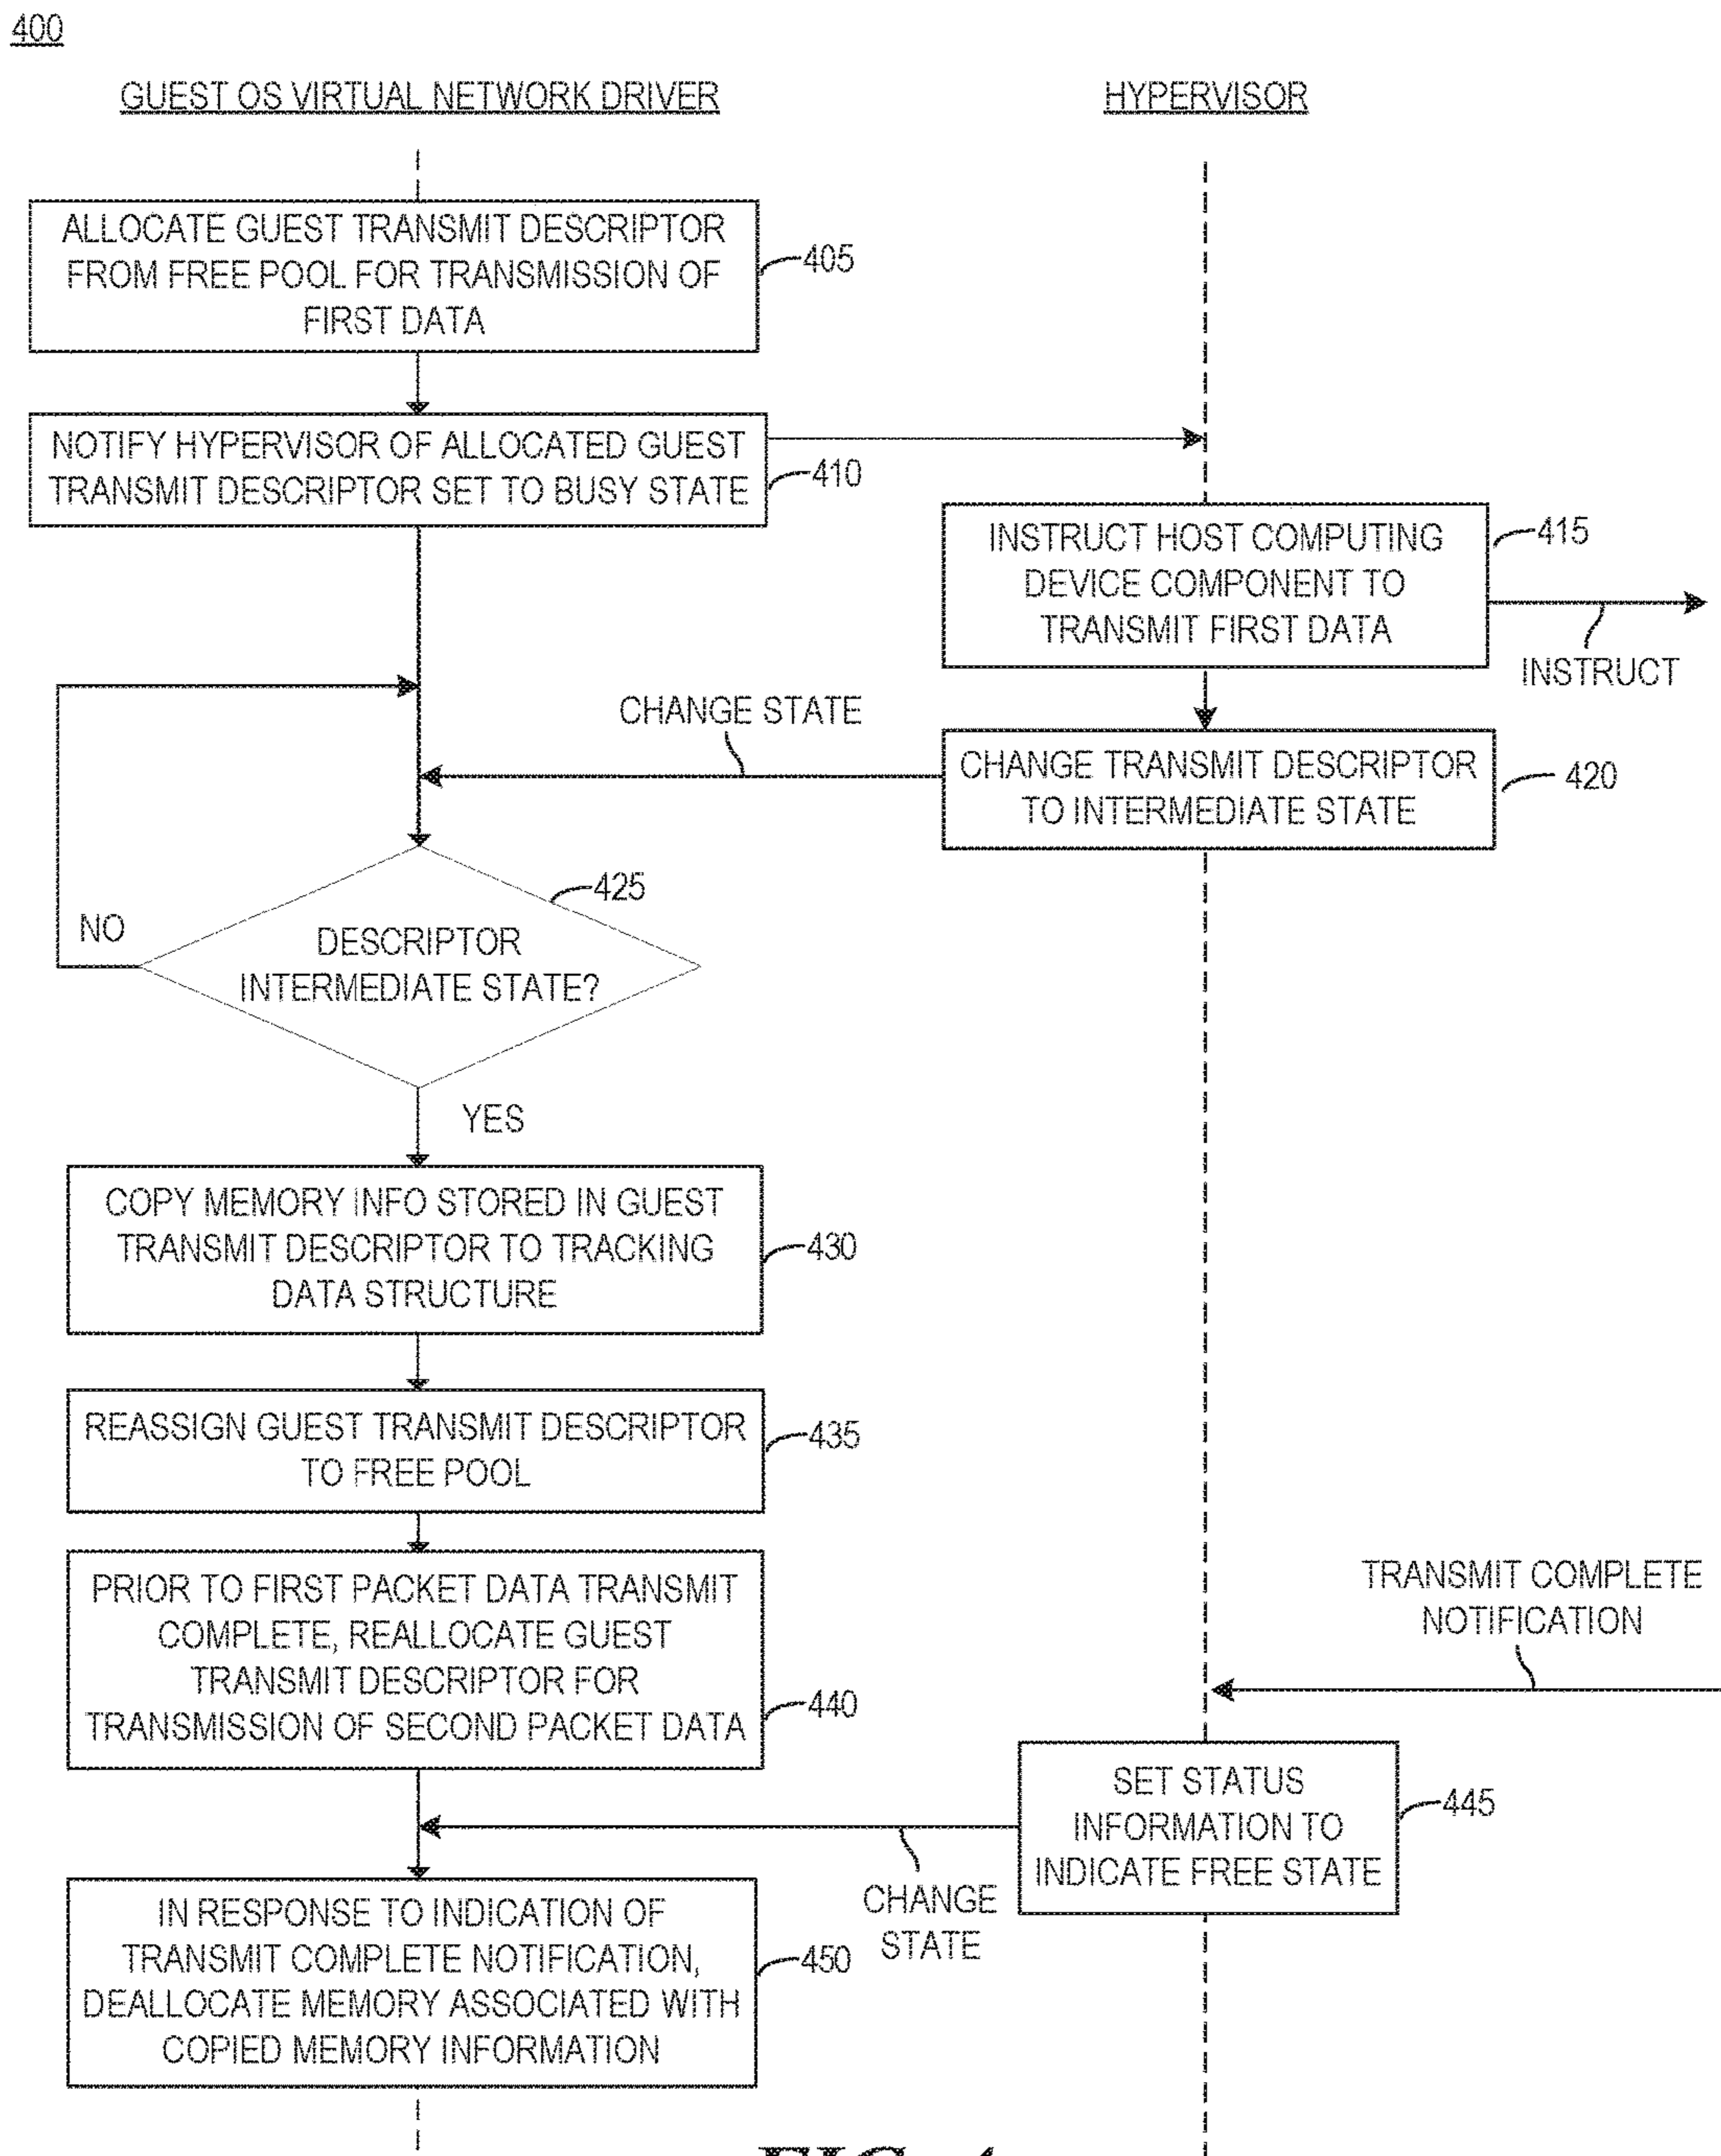 400
GUEST OS VIRTUAL NETWORK DRIVER
HYPERVISOR
ALLOCATE GUEST TRANSMIT DESCRIPTOR
FROM FREE POOL FOR TRANSMISSION OF
FIRST DATA
405
NOTIFY HYPERVISOR OF ALLOCATED GUEST
TRANSMIT DESCRIPTOR SET TO BUSY STATE
410
INSTRUCT HOST COMPUTING
DEVICE COMPONENT TO
TRANSMIT FIRST DATA
415
INSTRUCT
CHANGE STATE
CHANGE TRANSMIT DESCRIPTOR
TO INTERMEDIATE STATE
420
425
NO
DESCRIPTOR
INTERMEDIATE STATE?
YES
COPY MEMORY INFO STORED IN GUEST
TRANSMIT DESCRIPTOR TO TRACKING
DATA STRUCTURE
430
REASSIGN GUEST TRANSMIT DESCRIPTOR
TO FREE POOL
435
PRIOR TO FIRST PACKET DATA TRANSMIT
COMPLETE, REALLOCATE GUEST
TRANSMIT DESCRIPTOR FOR
TRANSMISSION OF SECOND PACKET DATA
440
TRANSMIT COMPLETE
NOTIFICATION
SET STATUS
INFORMATION TO
INDICATE FREE STATE
445
CHANGE
STATE
IN RESPONSE TO INDICATION OF
TRANSMIT COMPLETE NOTIFICATION,
DEALLOCATE MEMORY ASSOCIATED WITH
COPIED MEMORY INFORMATION
450